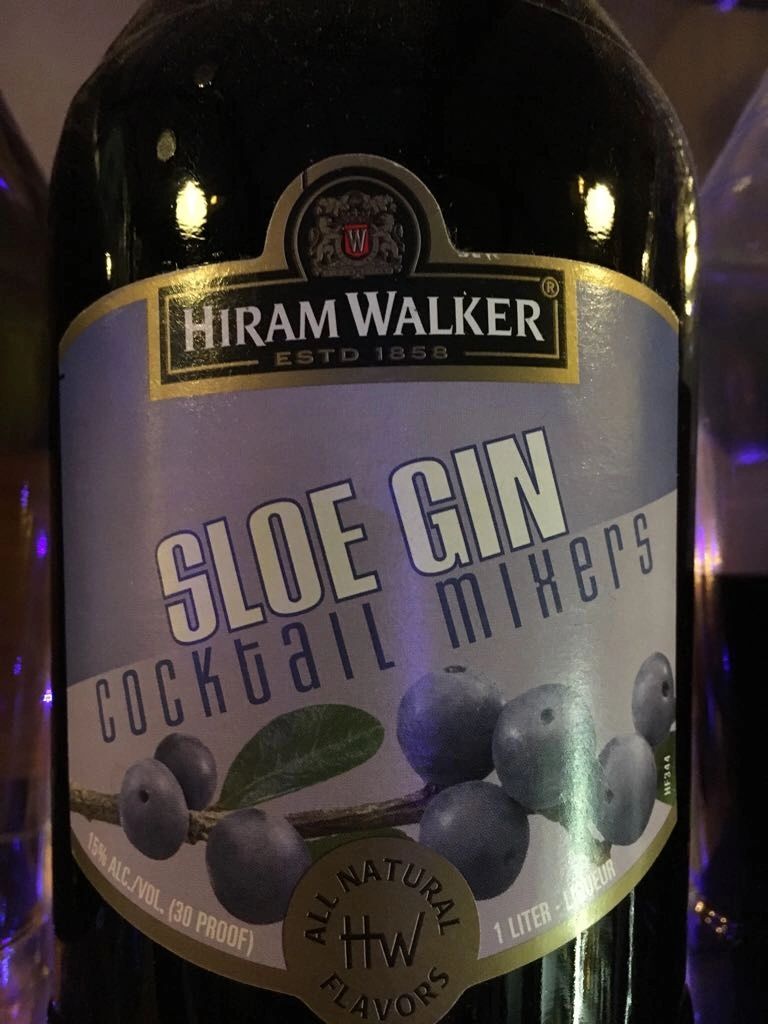 W
HIRAM WALKER®
ESTD 1858
SLOE GIN
cocktail mixers
HF344
15% ALC./VOL. (30 PROOF)
ALL NATURAL
HW
FLAVORS
1 LITER - LIQUEUR